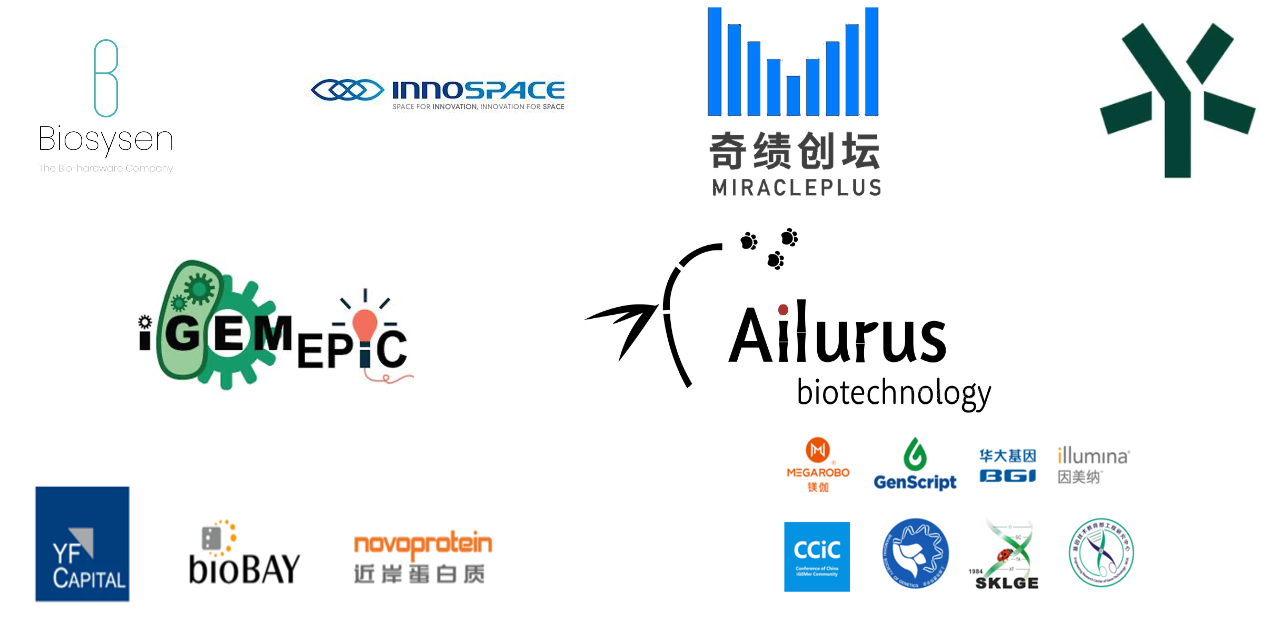 Biosysen
The Bio-hardware Company
INNOSPACE
SPACE FOR INNOVATION, INNOVATION FOR SPACE
奇绩创坛
MIRACLEPLUS
iGEM EPiC
Ailurus
biotechnology
MEGAROBO
镁伽
GenScript
华大基因
BGI
illumina
因美纳
YF
CAPITAL
bioBAY
novoprotein
近岸蛋白质
CCiC
Conference of China
iGEMer Community
1984
SKLGE